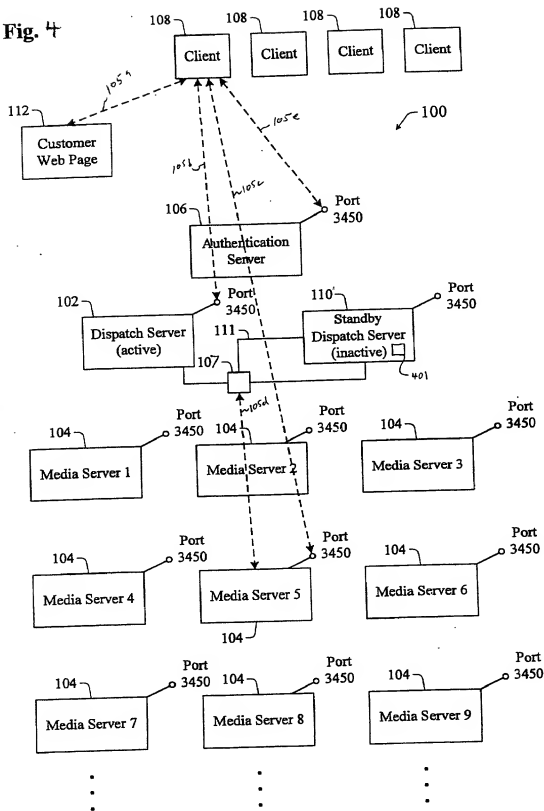 Fig. 4
108
108
108
108
Client
Client
Client
Client
105a
100
112
Customer
Web Page
105b
105c
105e
106
Port
3450
Authentication
Server
102
Port
3450
110
Port
3450
Dispatch Server
(active)
111
Standby
Dispatch Server
(inactive)
107
401
105d
104
Port
3450
104
Port
3450
104
Port
3450
Media Server 1
Media Server 2
Media Server 3
104
Port
3450
Port
3450
104
Port
3450
Media Server 4
Media Server 5
Media Server 6
104
104
Port
3450
104
Port
3450
104
Port
3450
Media Server 7
Media Server 8
Media Server 9